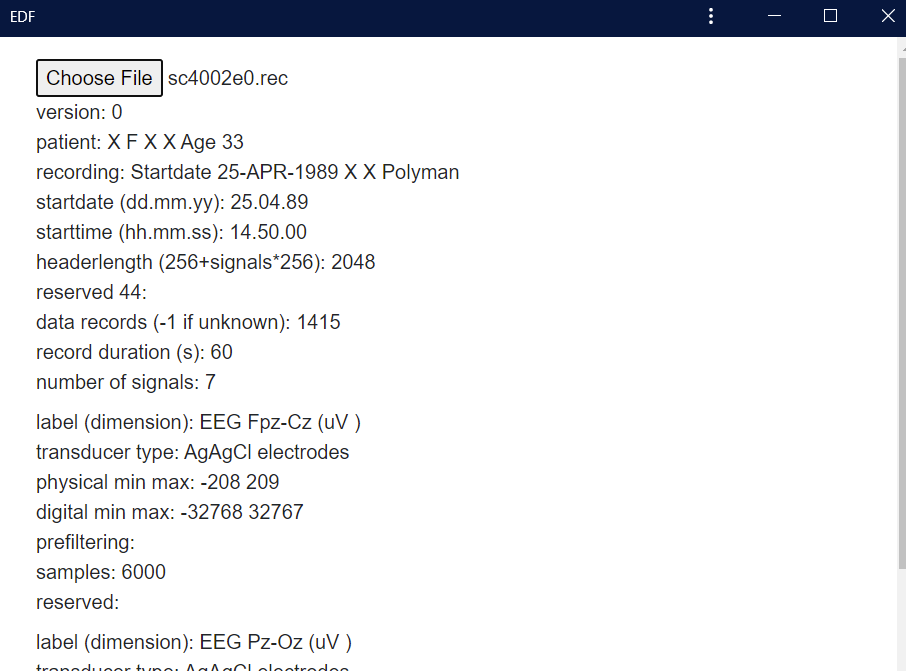 EDF
Choose File sc4002e0.rec
version: 0
patient: X F X X Age 33
recording: Startdate 25-APR-1989 X X Polyman
startdate (dd.mm.yy): 25.04.89
starttime (hh.mm.ss): 14.50.00
headerlength (256+signals*256): 2048
reserved 44:
data records (-1 if unknown): 1415
record duration (s): 60
number of signals: 7
label (dimension): EEG Fpz-Cz (uV )
transducer type: AgAgCl electrodes
physical min max: -208 209
digital min max: -32768 32767
prefiltering:
samples: 6000
reserved:
label (dimension): EEG Pz-Oz (uV )
transducer type: AgAgCl electrodes